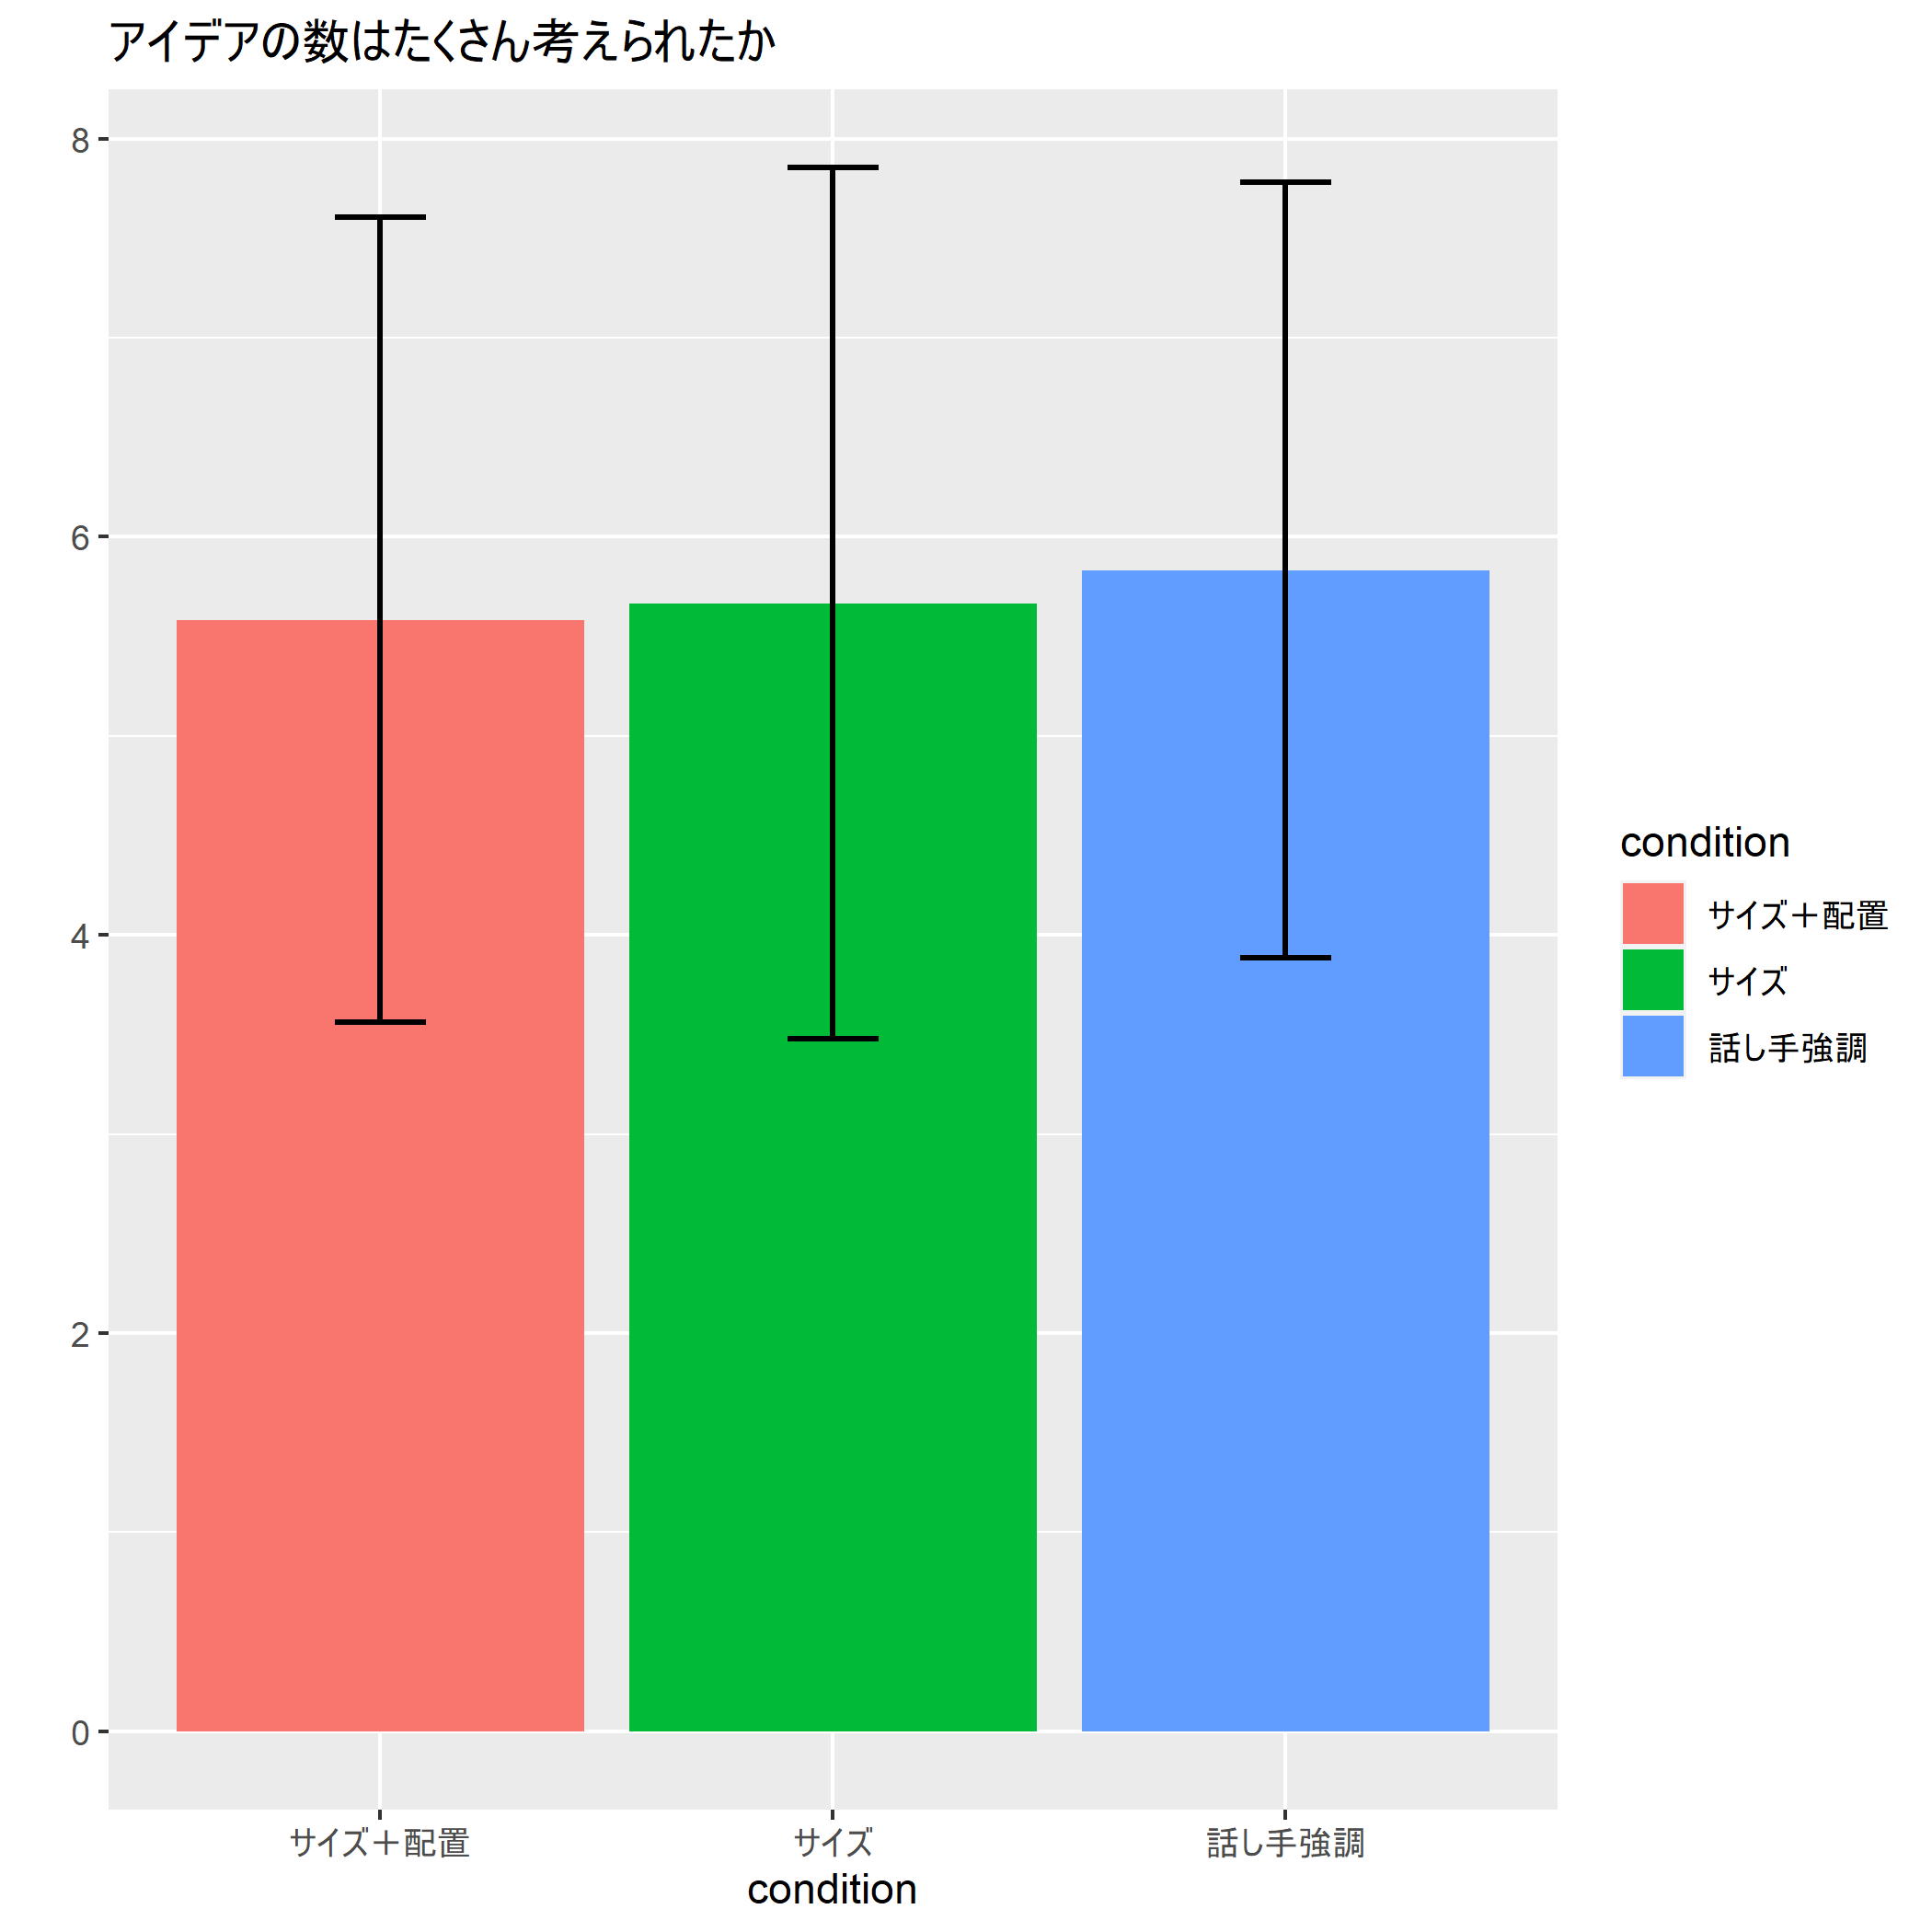 アイデアの数はたくさん考えられたか
8
6
4
2
0
サイズ＋配置
サイズ
話し手強調
condition
condition
サイズ＋配置
サイズ
話し手強調